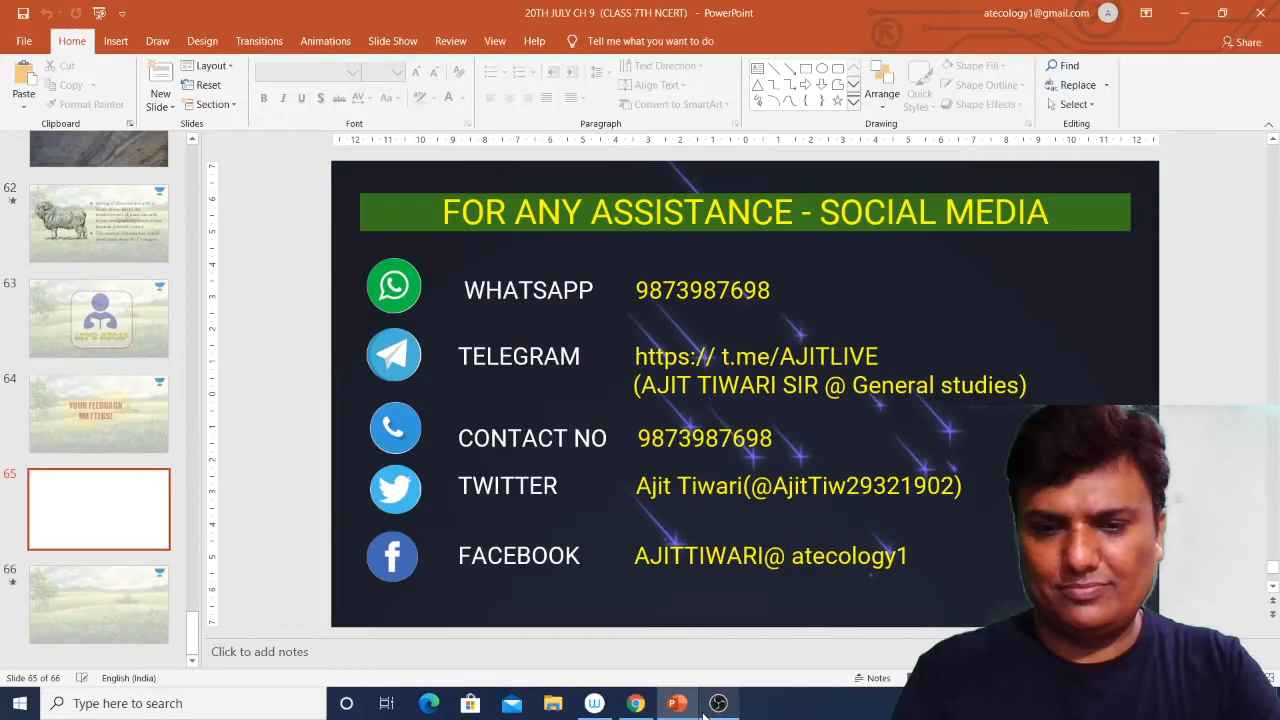 20TH JULY CH 9 (CLASS 7TH NCERT) - PowerPoint
atecology1@gmail.com
A
File Home Insert Draw Design Transitions Animations Slide Show Review View Help Tell me what you want to do
Share
Paste
Cut
Copy
Format Painter
Clipboard
New
Slide
Layout
Reset
Section
Slides
Font
Paragraph
Text Direction
Align Text
Convert to SmartArt
Arrange
Quick
Styles
Shape Fill
Shape Outline
Shape Effects
Drawing
Find
Replace
Select
Editing
62
63
64
YOUR FEEDBACK
MATTERS!
65
66
FOR ANY ASSISTANCE - SOCIAL MEDIA
WHATSAPP 9873987698
TELEGRAM https:// t.me/AJITLIVE
(AJIT TIWARI SIR @ General studies)
CONTACT NO 9873987698
TWITTER Ajit Tiwari(@AjitTiw29321902)
FACEBOOK AJITTIWARI@ atecology1
Click to add notes
Slide 65 of 66 English (India) Notes
Type here to search